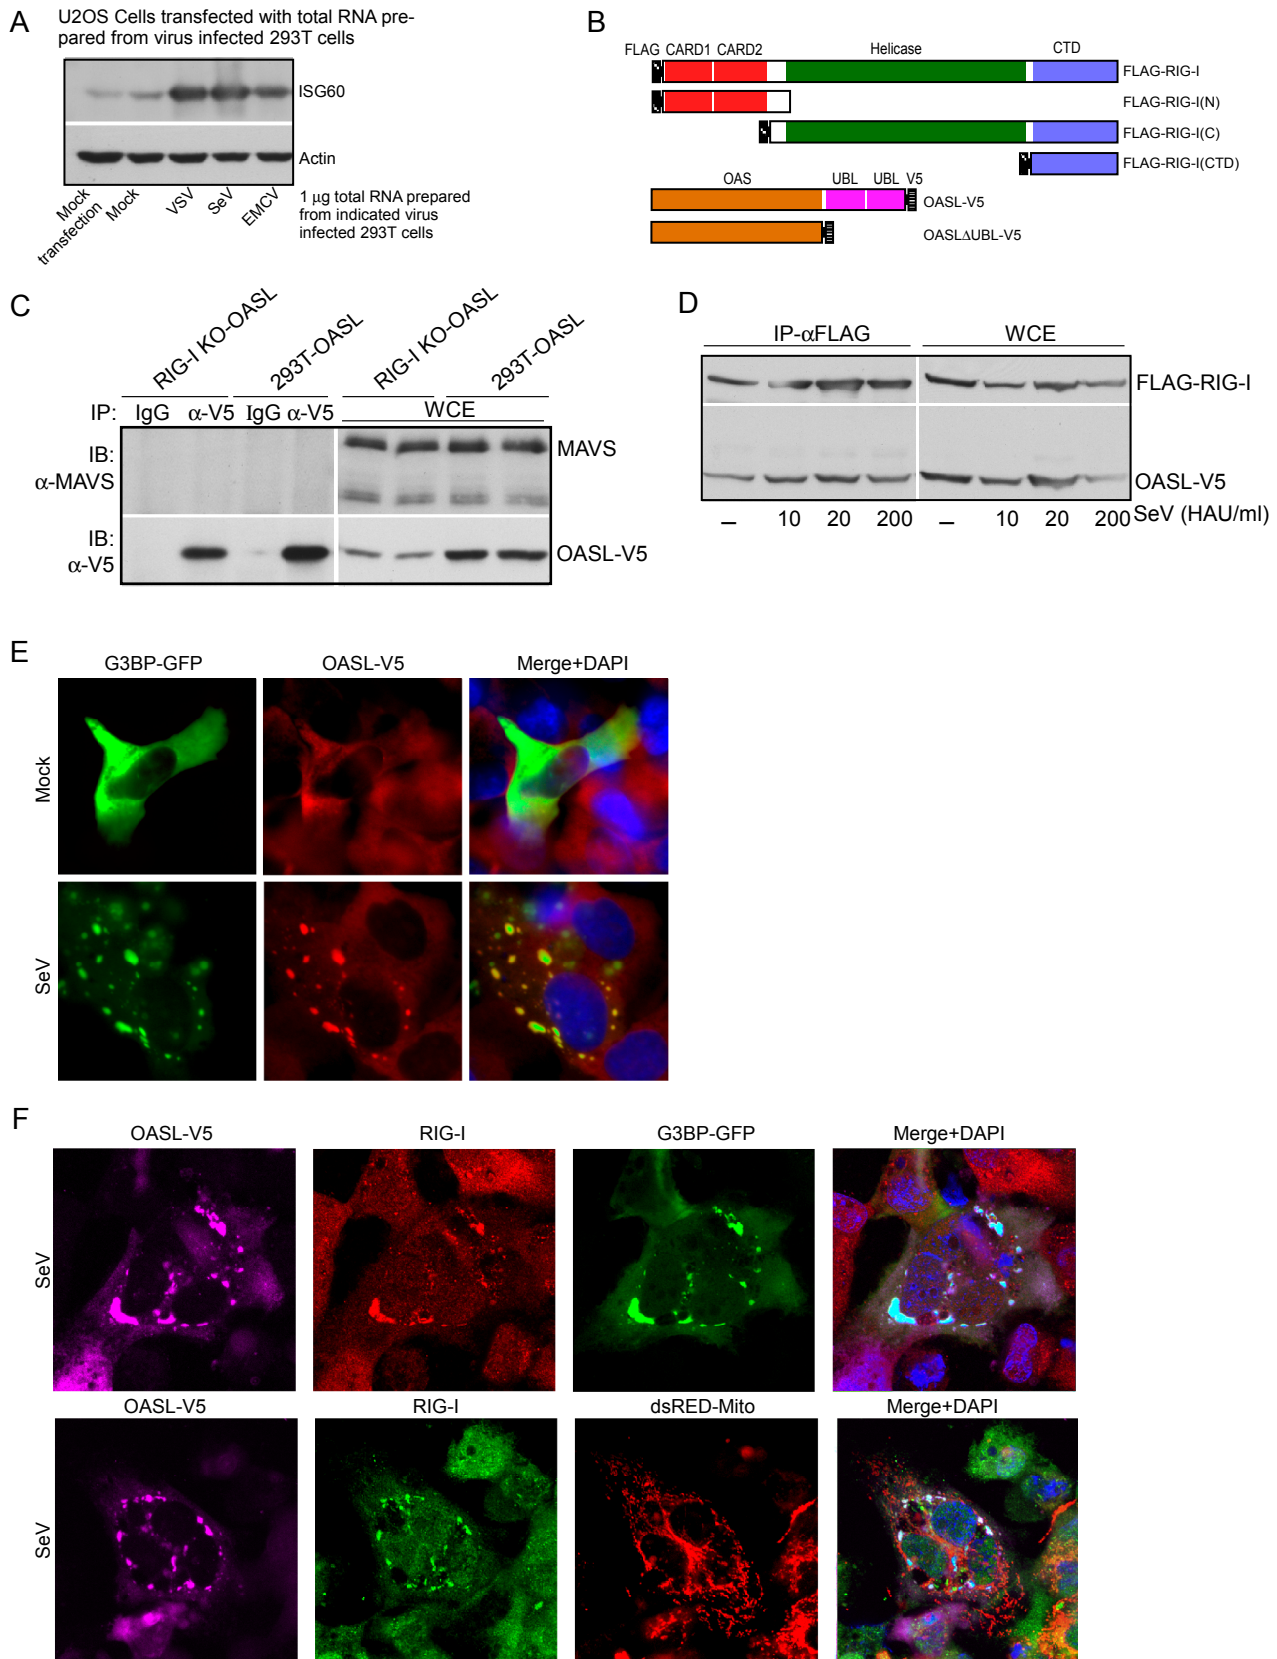 A
U2OS Cells transfected with total RNA pre-
pared from virus infected 293T cells
ISG60
Actin
Mock
transfection
Mock
VSV
SeV
EMCV
1 μg total RNA prepared
from indicated virus
infected 293T cells
B
FLAG CARD1 CARD2 Helicase CTD
FLAG-RIG-I
FLAG-RIG-I(N)
FLAG-RIG-I(C)
FLAG-RIG-I(CTD)
OAS UBL UBL V5
OASL-V5
OASLΔUBL-V5
C
RIG-I KO-OASL
293T-OASL
RIG-I KO-OASL
293T-OASL
IP: IgG α-V5 IgG α-V5 WCE
IB:
α-MAVS
MAVS
IB:
α-V5
OASL-V5
D
IP-αFLAG WCE
FLAG-RIG-I
OASL-V5
– 10 20 200 – 10 20 200 SeV (HAU/ml)
E
G3BP-GFP OASL-V5 Merge+DAPI
Mock
SeV
F
OASL-V5 RIG-I G3BP-GFP Merge+DAPI
SeV
OASL-V5 RIG-I dsRED-Mito Merge+DAPI
SeV